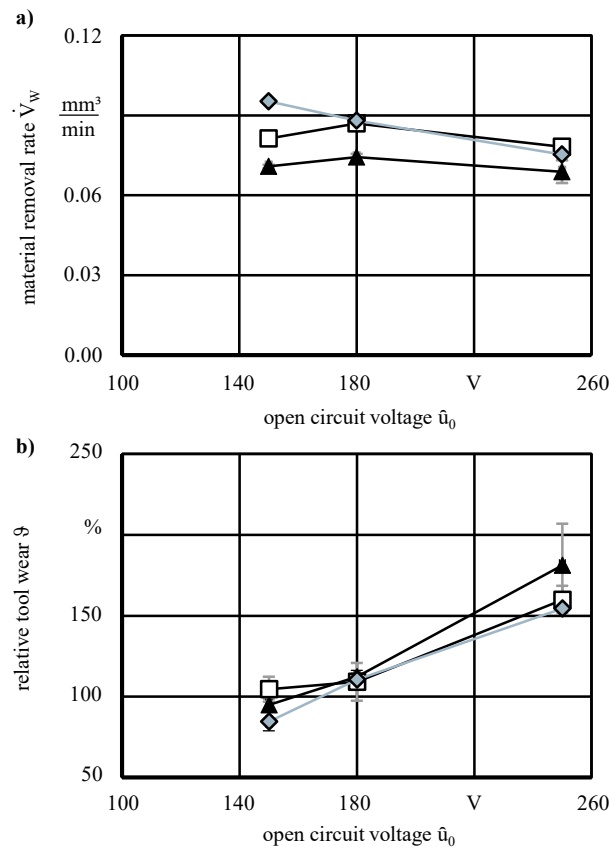 a)
0.12
mm³
min
material removal rate V̇_W
0.06
0.03
0.00
100 140 180 V 260
open circuit voltage û₀
b)
250
%
relative tool wear ϑ
150
100
50
100 140 180 V 260
open circuit voltage û₀